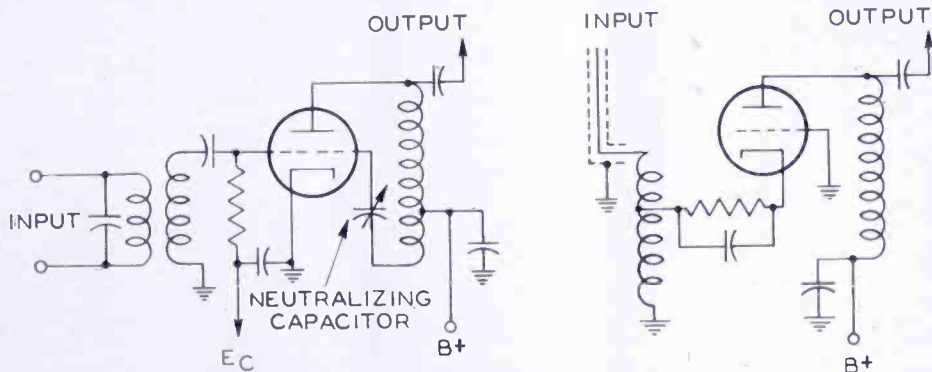 OUTPUT
INPUT
NEUTRALIZING
CAPACITOR
EC
B+
INPUT
OUTPUT
B+